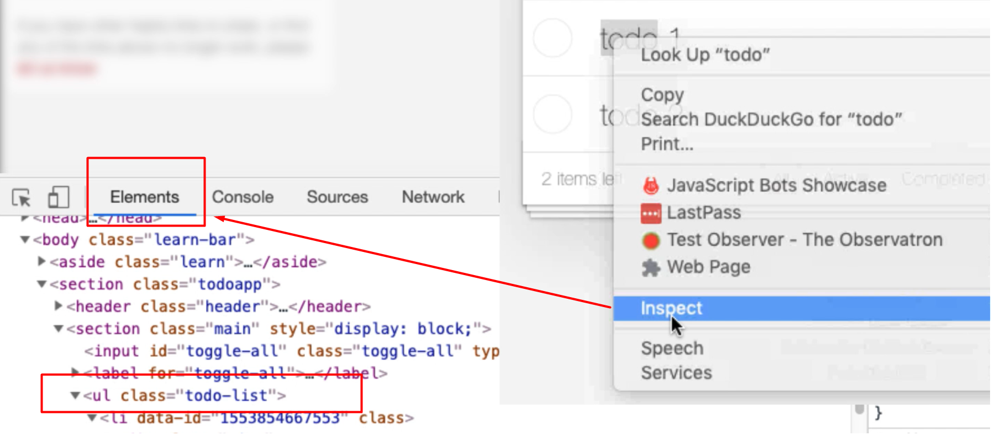 todo 1
Look Up “todo”
Copy
todo
Search DuckDuckGo for “todo”
Print...
2 items left
Active
Completed
JavaScript Bots Showcase
LastPass
Test Observer - The Observatron
Web Page
Inspect
Speech
Services
Elements
Console
Sources
Network
<head>…</head>
<body class="learn-bar">
<aside class="learn">…</aside>
<section class="todoapp">
<header class="header">…</header>
<section class="main" style="display: block;">
<input id="toggle-all" class="toggle-all" typ
<label for="toggle-all">…</label>
<ul class="todo-list">
<li data-id="1553854667553" class>
}